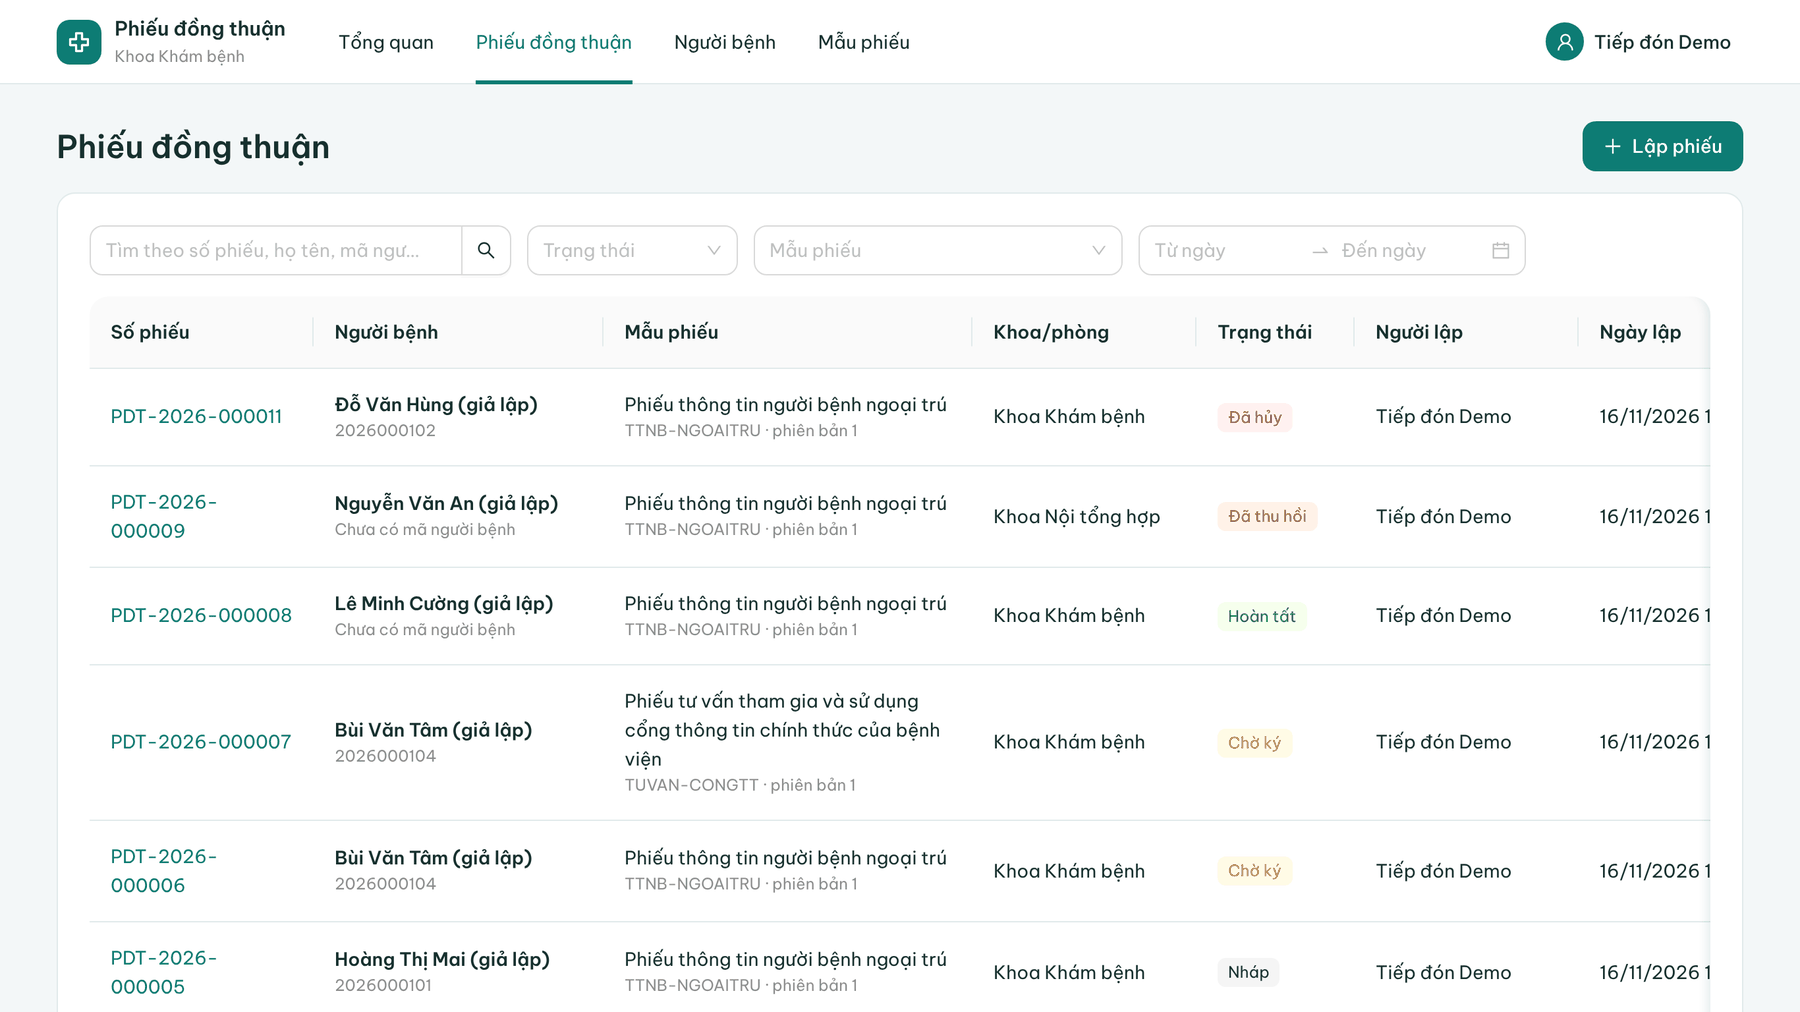 Phiếu đồng thuận
Khoa Khám bệnh
Tổng quan
Phiếu đồng thuận
Người bệnh
Mẫu phiếu
Tiếp đón Demo
Phiếu đồng thuận
+ Lập phiếu
Tìm theo số phiếu, họ tên, mã ngư...
Trạng thái
Mẫu phiếu
Từ ngày → Đến ngày
Số phiếu
Người bệnh
Mẫu phiếu
Khoa/phòng
Trạng thái
Người lập
Ngày lập
PDT-2026-000011
Đỗ Văn Hùng (giả lập)
2026000102
Phiếu thông tin người bệnh ngoại trú
TTNB-NGOAITRU · phiên bản 1
Khoa Khám bệnh
Đã hủy
Tiếp đón Demo
16/11/2026 1
PDT-2026-
000009
Nguyễn Văn An (giả lập)
Chưa có mã người bệnh
Phiếu thông tin người bệnh ngoại trú
TTNB-NGOAITRU · phiên bản 1
Khoa Nội tổng hợp
Đã thu hồi
Tiếp đón Demo
16/11/2026 1
PDT-2026-000008
Lê Minh Cường (giả lập)
Chưa có mã người bệnh
Phiếu thông tin người bệnh ngoại trú
TTNB-NGOAITRU · phiên bản 1
Khoa Khám bệnh
Hoàn tất
Tiếp đón Demo
16/11/2026 1
PDT-2026-000007
Bùi Văn Tâm (giả lập)
2026000104
Phiếu tư vấn tham gia và sử dụng
cổng thông tin chính thức của bệnh
viện
TUVAN-CONGTT · phiên bản 1
Khoa Khám bệnh
Chờ ký
Tiếp đón Demo
16/11/2026 1
PDT-2026-
000006
Bùi Văn Tâm (giả lập)
2026000104
Phiếu thông tin người bệnh ngoại trú
TTNB-NGOAITRU · phiên bản 1
Khoa Khám bệnh
Chờ ký
Tiếp đón Demo
16/11/2026 1
PDT-2026-
000005
Hoàng Thị Mai (giả lập)
2026000101
Phiếu thông tin người bệnh ngoại trú
TTNB-NGOAITRU · phiên bản 1
Khoa Khám bệnh
Nháp
Tiếp đón Demo
16/11/2026 1